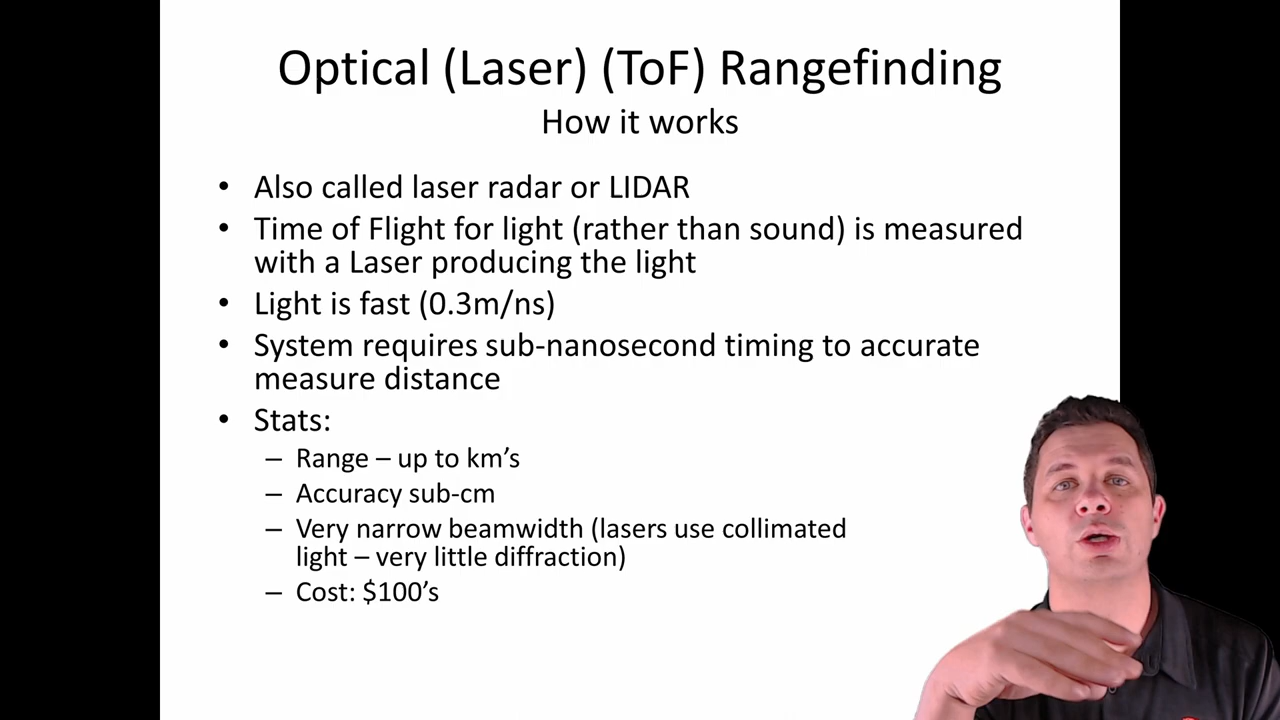 Optical (Laser) (ToF) Rangefinding
How it works
• Also called laser radar or LIDAR
• Time of Flight for light (rather than sound) is measured
with a Laser producing the light
• Light is fast (0.3m/ns)
• System requires sub-nanosecond timing to accurate
measure distance
• Stats:
– Range – up to km’s
– Accuracy sub-cm
– Very narrow beamwidth (lasers use collimated
light – very little diffraction)
– Cost: $100’s